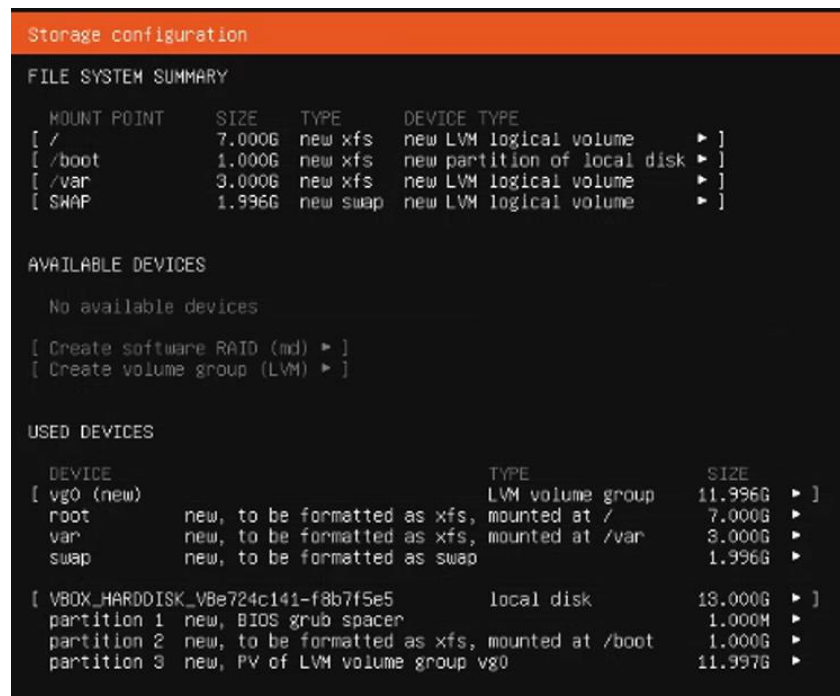 Storage configuration
FILE SYSTEM SUMMARY
MOUNT POINT SIZE TYPE DEVICE TYPE
[ / 7.000G new xfs new LVM logical volume ▸ ]
[ /boot 1.000G new xfs new partition of local disk ▸ ]
[ /var 3.000G new xfs new LVM logical volume ▸ ]
[ SWAP 1.996G new swap new LVM logical volume ▸ ]
AVAILABLE DEVICES
No available devices
[ Create software RAID (md) ▸ ]
[ Create volume group (LVM) ▸ ]
USED DEVICES
DEVICE TYPE SIZE
[ vg0 (new) LVM volume group 11.996G ▸ ]
root new, to be formatted as xfs, mounted at / 7.000G ▸
var new, to be formatted as xfs, mounted at /var 3.000G ▸
swap new, to be formatted as swap 1.996G ▸
[ VBOX_HARDDISK_VBe724c141-f8b7f5e5 local disk 13.000G ▸ ]
partition 1 new, BIOS grub spacer 1.000M ▸
partition 2 new, to be formatted as xfs, mounted at /boot 1.000G ▸
partition 3 new, PV of LVM volume group vg0 11.997G ▸